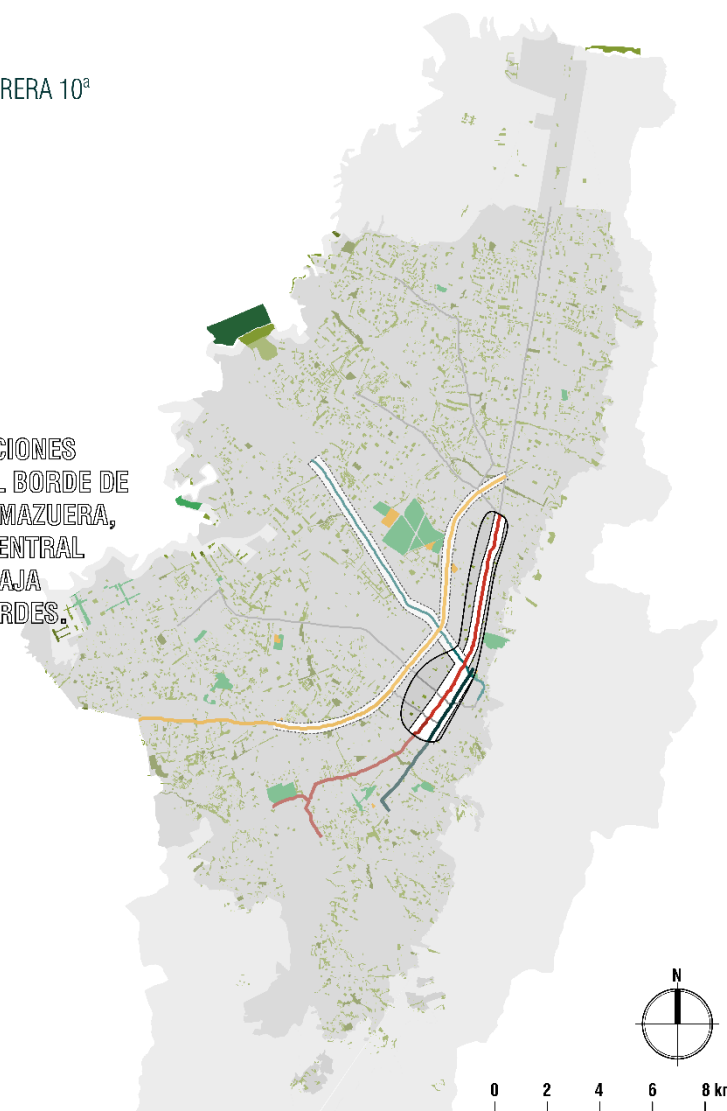 RERA 10ª
CIONES
L BORDE DE
MAZUERA,
ENTRAL
AJA
RDES.
N
0 2 4 6 8 km